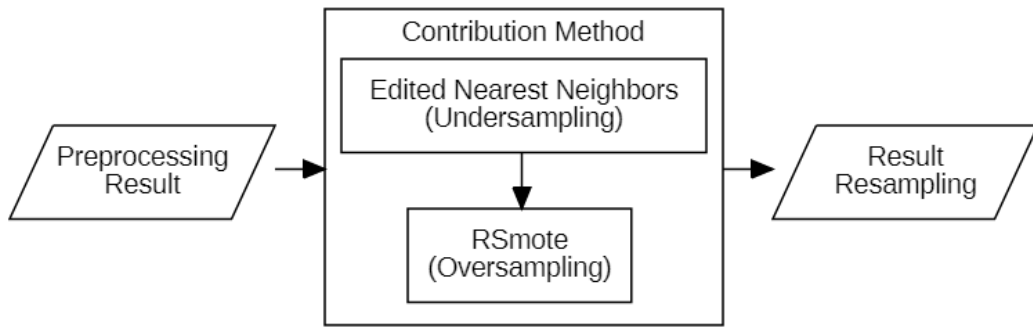 Contribution Method
Edited Nearest Neighbors
(Undersampling)
Preprocessing
Result
Result
Resampling
RSmote
(Oversampling)